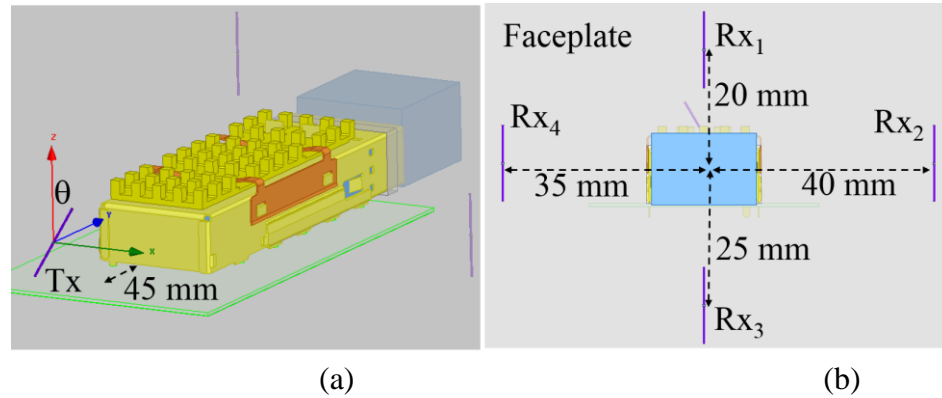 z
θ
Y
x
Tx
45 mm
(a)
Faceplate
Rx₁
20 mm
Rx₄
Rx₂
35 mm
40 mm
25 mm
Rx₃
(b)